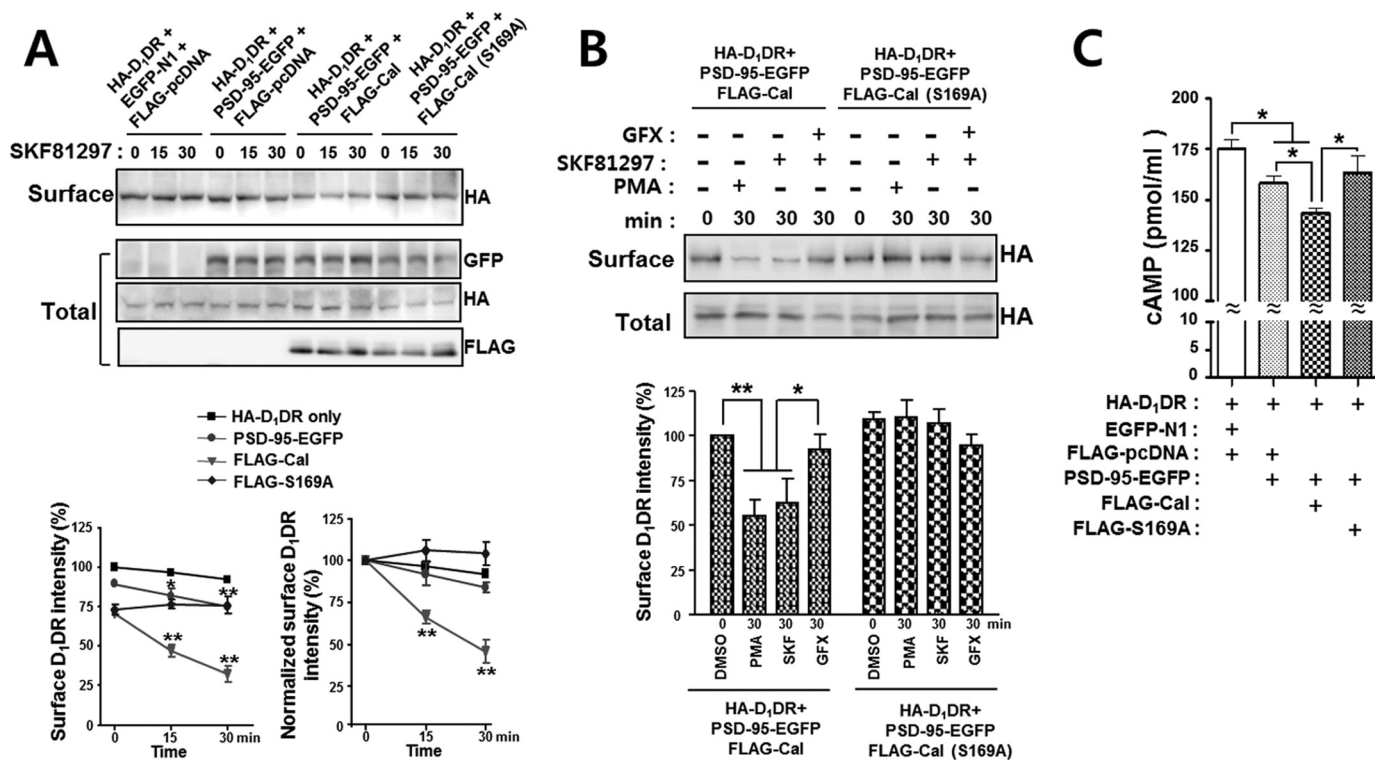 A
HA-D₁DR +
EGFP-N1 +
FLAG-pcDNA
HA-D₁DR +
PSD-95-EGFP +
FLAG-pcDNA
HA-D₁DR +
PSD-95-EGFP +
FLAG-Cal
HA-D₁DR +
PSD-95-EGFP +
FLAG-Cal (S169A)
SKF81297 : 0 15 30 0 15 30 0 15 30 0 15 30
Surface HA
GFP
Total HA
FLAG
HA-D₁DR only
PSD-95-EGFP
FLAG-Cal
FLAG-S169A
Surface D₁DR intensity (%)
125
100
75
50
25
0
* **
** **
0 15 30 min
Time
Normalized surface D₁DR
Intensity (%)
125
100
75
50
25
0
** **
0 15 30 min
Time
B
HA-D₁DR+
PSD-95-EGFP
FLAG-Cal
HA-D₁DR+
PSD-95-EGFP
FLAG-Cal (S169A)
GFX : - - - + - - - +
SKF81297 : - - + + - - + +
PMA : - + - - - + - -
min : 0 30 30 30 0 30 30 30
Surface HA
Total HA
Surface D₁DR intensity (%)
125
100
75
50
25
0
** *
0 30 30 30 0 30 30 30 min
DMSO PMA SKF GFX DMSO PMA SKF GFX
HA-D₁DR+
PSD-95-EGFP
FLAG-Cal
HA-D₁DR+
PSD-95-EGFP
FLAG-Cal (S169A)
C
cAMP (pmol/ml)
200
175
150
125
100
10
5
0
* * *
≈ ≈ ≈ ≈
HA-D₁DR : + + + +
EGFP-N1 : +
FLAG-pcDNA : + +
PSD-95-EGFP : + + +
FLAG-Cal : +
FLAG-S169A : +